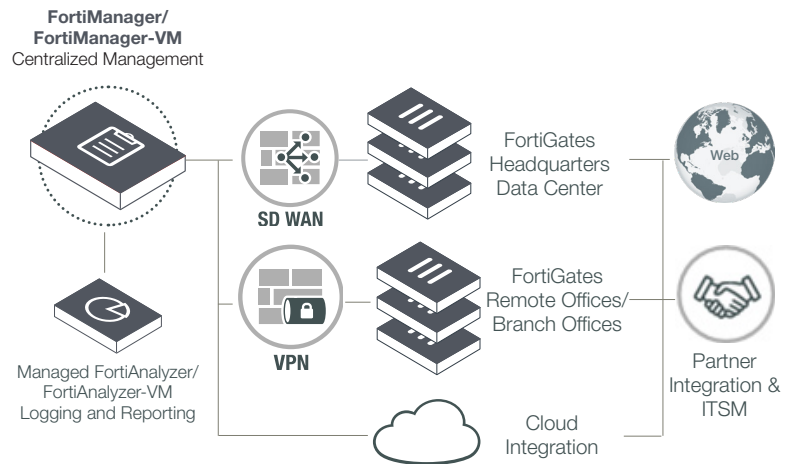 FortiManager/
FortiManager-VM
Centralized Management
SD WAN
FortiGates
Headquarters
Data Center
Web
VPN
FortiGates
Remote Offices/
Branch Offices
Managed FortiAnalyzer/
FortiAnalyzer-VM
Logging and Reporting
Partner
Integration &
ITSM
Cloud
Integration